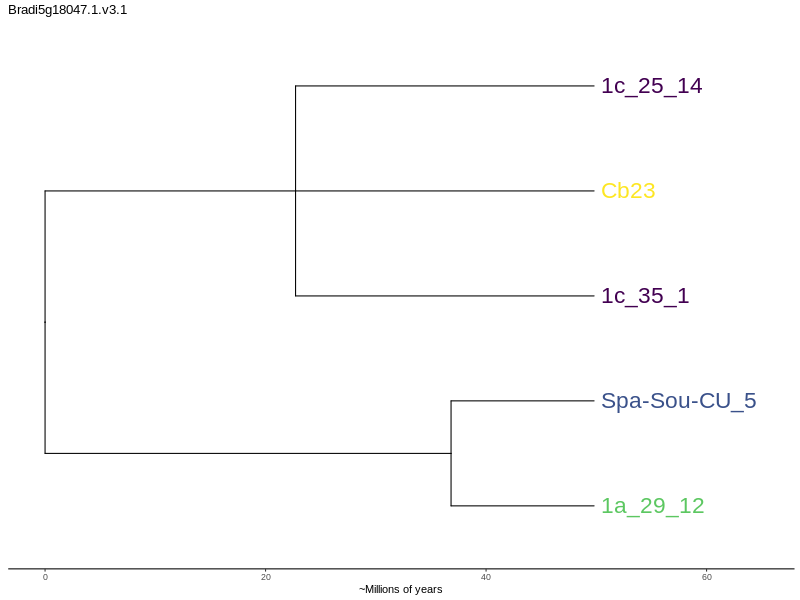 Bradi5g18047.1.v3.1
1c_25_14
Cb23
1c_35_1
Spa-Sou-CU_5
1a_29_12
0 20 40 60
~Millions of years